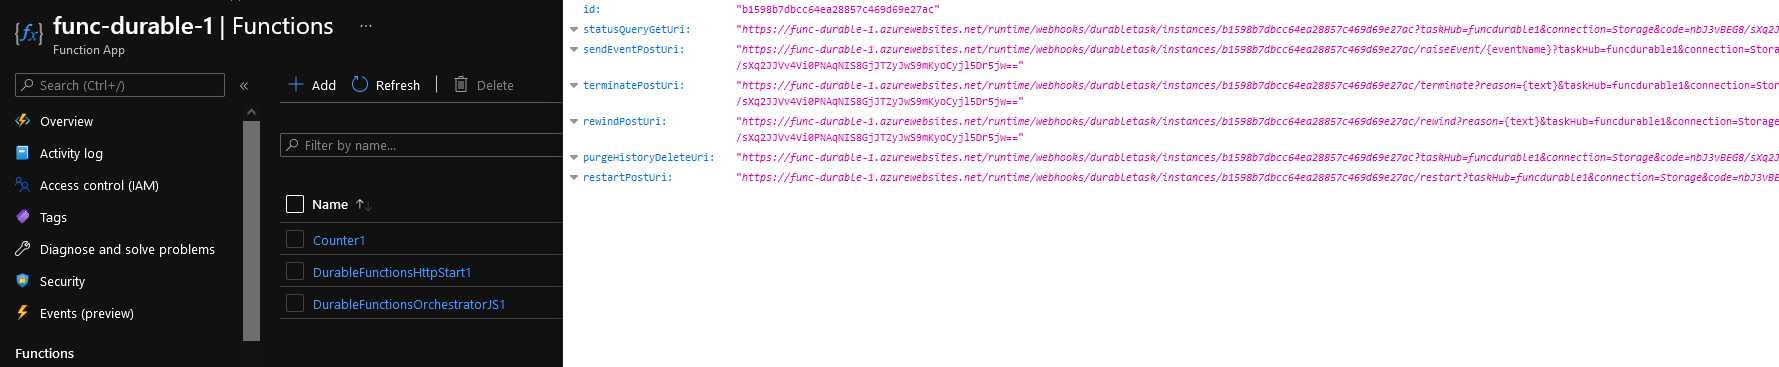 func-durable-1 | Functions ...
Function App
Search (Ctrl+/)
«
Overview
Activity log
Access control (IAM)
Tags
Diagnose and solve problems
Security
Events (preview)
Functions
Add
Refresh
Delete
Filter by name...
Name
Counter1
DurableFunctionsHttpStart1
DurableFunctionsOrchestratorJS1
id: "b1598b7dbcc64ea28857c469d69e27ac"
statusQueryGetUri: "https://func-durable-1.azurewebsites.net/runtime/webhooks/durabletask/instances/b1598b7dbcc64ea28857c469d69e27ac?taskHub=funcdurable1&connection=Storage&code=nbJ3vBEG8/sXq2J
sendEventPostUri: "https://func-durable-1.azurewebsites.net/runtime/webhooks/durabletask/instances/b1598b7dbcc64ea28857c469d69e27ac/raiseEvent/{eventName}?taskHub=funcdurable1&connection=Stora
/sXq2JJVv4Vi0PNAqNIS8GjJTZyJwS9mKyoCyjl5Dr5jw=="
terminatePostUri: "https://func-durable-1.azurewebsites.net/runtime/webhooks/durabletask/instances/b1598b7dbcc64ea28857c469d69e27ac/terminate?reason={text}&taskHub=funcdurable1&connection=Stor
/sXq2JJVv4Vi0PNAqNIS8GjJTZyJwS9mKyoCyjl5Dr5jw=="
rewindPostUri: "https://func-durable-1.azurewebsites.net/runtime/webhooks/durabletask/instances/b1598b7dbcc64ea28857c469d69e27ac/rewind?reason={text}&taskHub=funcdurable1&connection=Storage
/sXq2JJVv4Vi0PNAqNIS8GjJTZyJwS9mKyoCyjl5Dr5jw=="
purgeHistoryDeleteUri: "https://func-durable-1.azurewebsites.net/runtime/webhooks/durabletask/instances/b1598b7dbcc64ea28857c469d69e27ac?taskHub=funcdurable1&connection=Storage&code=nbJ3vBEG8/sXq2J
restartPostUri: "https://func-durable-1.azurewebsites.net/runtime/webhooks/durabletask/instances/b1598b7dbcc64ea28857c469d69e27ac/restart?taskHub=funcdurable1&connection=Storage&code=nbJ3vBE